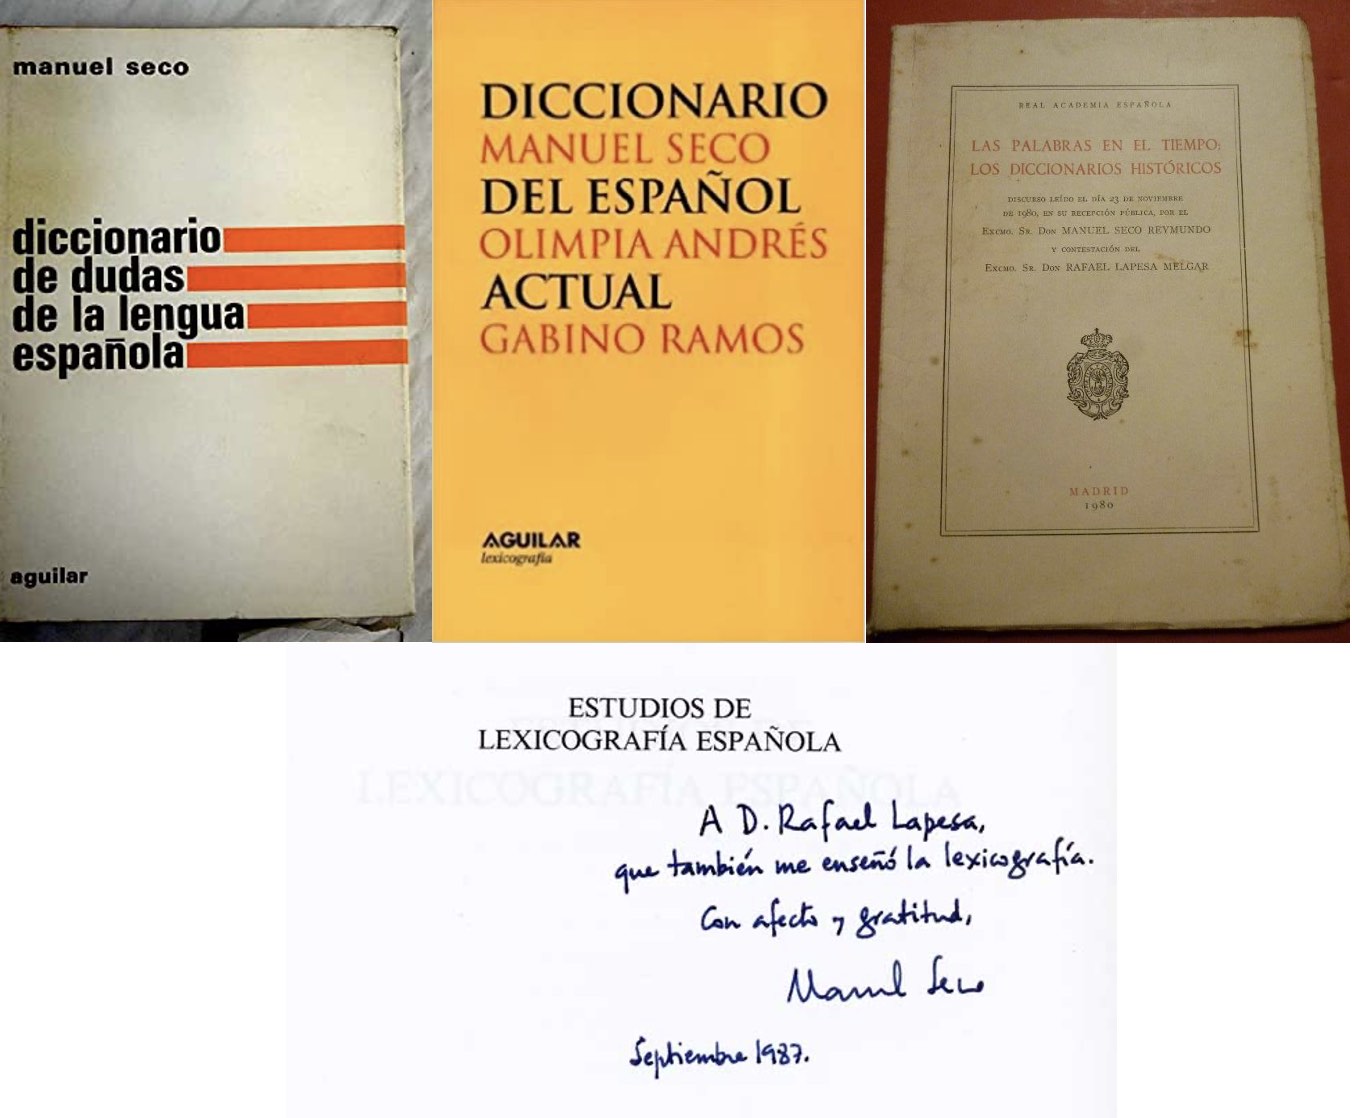 manuel seco
diccionario
de dudas
de la lengua
española
aguilar
DICCIONARIO
MANUEL SECO
DEL ESPAÑOL
OLIMPIA ANDRÉS
ACTUAL
GABINO RAMOS
AGUILAR
lexicografía
REAL ACADEMIA ESPAÑOLA
LAS PALABRAS EN EL TIEMPO:
LOS DICCIONARIOS HISTÓRICOS
DISCURSO LEÍDO EL DÍA 23 DE NOVIEMBRE
DE 1980, EN SU RECEPCIÓN PÚBLICA, POR EL
EXCMO. SR. DON MANUEL SECO REYMUNDO
Y CONTESTACIÓN DEL
EXCMO. SR. DON RAFAEL LAPESA MELGAR
MADRID
1980
ESTUDIOS DE
LEXICOGRAFÍA ESPAÑOLA
LEXICOGRAFÍA ESPAÑOLA
A D. Rafael Lapesa,
que también me enseñó la lexicografía.
Con afecto y gratitud,
Manuel Seco
Septiembre 1987.